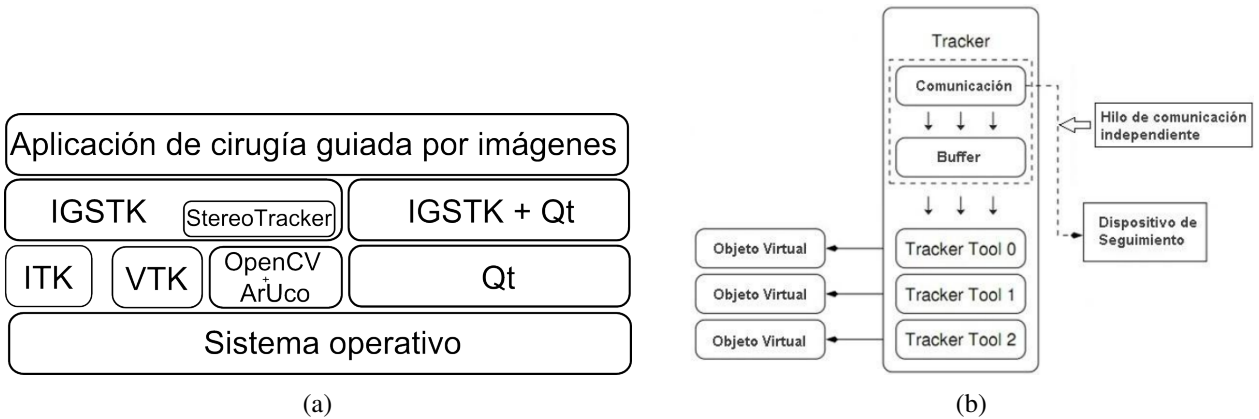 Aplicación de cirugía guiada por imágenes
IGSTK
StereoTracker
IGSTK + Qt
ITK
VTK
OpenCV
+
ArUco
Qt
Sistema operativo
(a)
Tracker
Comunicación
Buffer
Hilo de comunicación
independiente
Dispositivo de
Seguimiento
Objeto Virtual
Tracker Tool 0
Objeto Virtual
Tracker Tool 1
Objeto Virtual
Tracker Tool 2
(b)